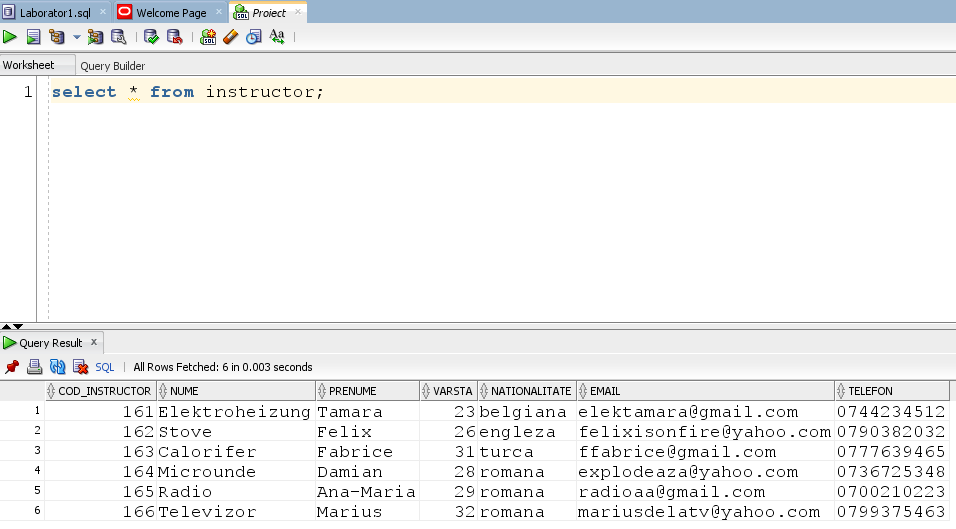 Laborator1.sql Welcome Page Proiect
Worksheet Query Builder
1 select * from instructor;
Query Result x
SQL | All Rows Fetched: 6 in 0.003 seconds
COD_INSTRUCTOR NUME PRENUME VARSTA NATIONALITATE EMAIL TELEFON
1 161 Elektroheizung Tamara 23 belgiana elektamara@gmail.com 0744234512
2 162 Stove Felix 26 engleza felixisonfire@yahoo.com 0790382032
3 163 Calorifer Fabrice 31 turca ffabrice@gmail.com 0777639465
4 164 Microunde Damian 28 romana explodeaza@yahoo.com 0736725348
5 165 Radio Ana-Maria 29 romana radioaa@gmail.com 0700210223
6 166 Televizor Marius 32 romana mariusdelatv@yahoo.com 0799375463